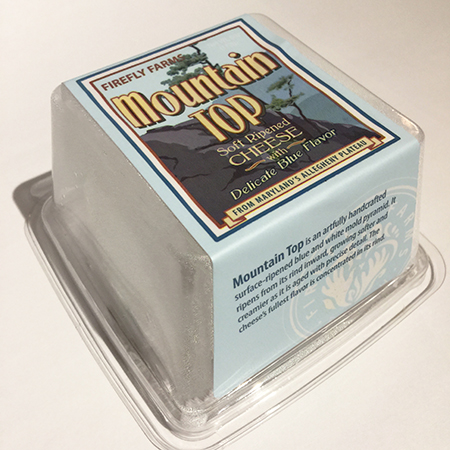 FIREFLY FARMS
Mountain
TOP
Soft Ripened
CHEESE
with
Delicate Blue Flavor
FROM MARYLAND'S ALLEGHENY PLATEAU
Mountain Top is an artfully handcrafted
surface-ripened blue and white mold pyramid. It
ripens from its rind inward, growing softer and
creamier as it is aged with precise detail. The
cheese's fullest flavor is concentrated in its rind.